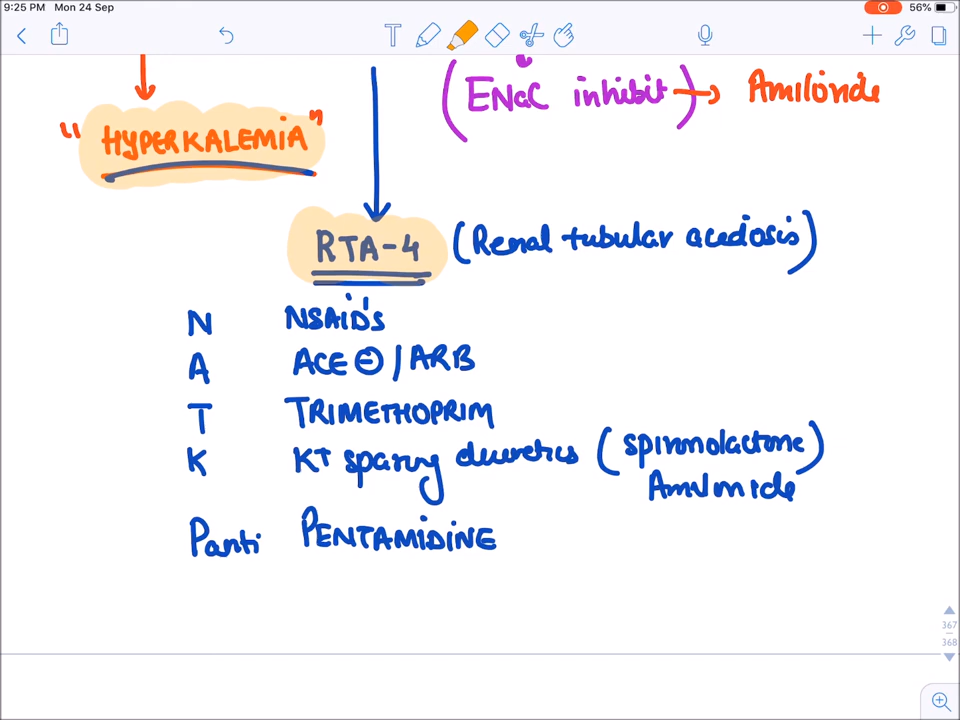 9:25 PM Mon 24 Sep
56%
T
(ENaC inhibit) → Amiloride
"HYPERKALEMIA"
RTA-4 (Renal tubular acedosis)
N NSAiD's
A ACE ⊖ / ARB
T TRIMETHOPRIM
K K+ sparing diuretics (spironolactone)
Amiloride
Panti PENTAMIDINE
367
368